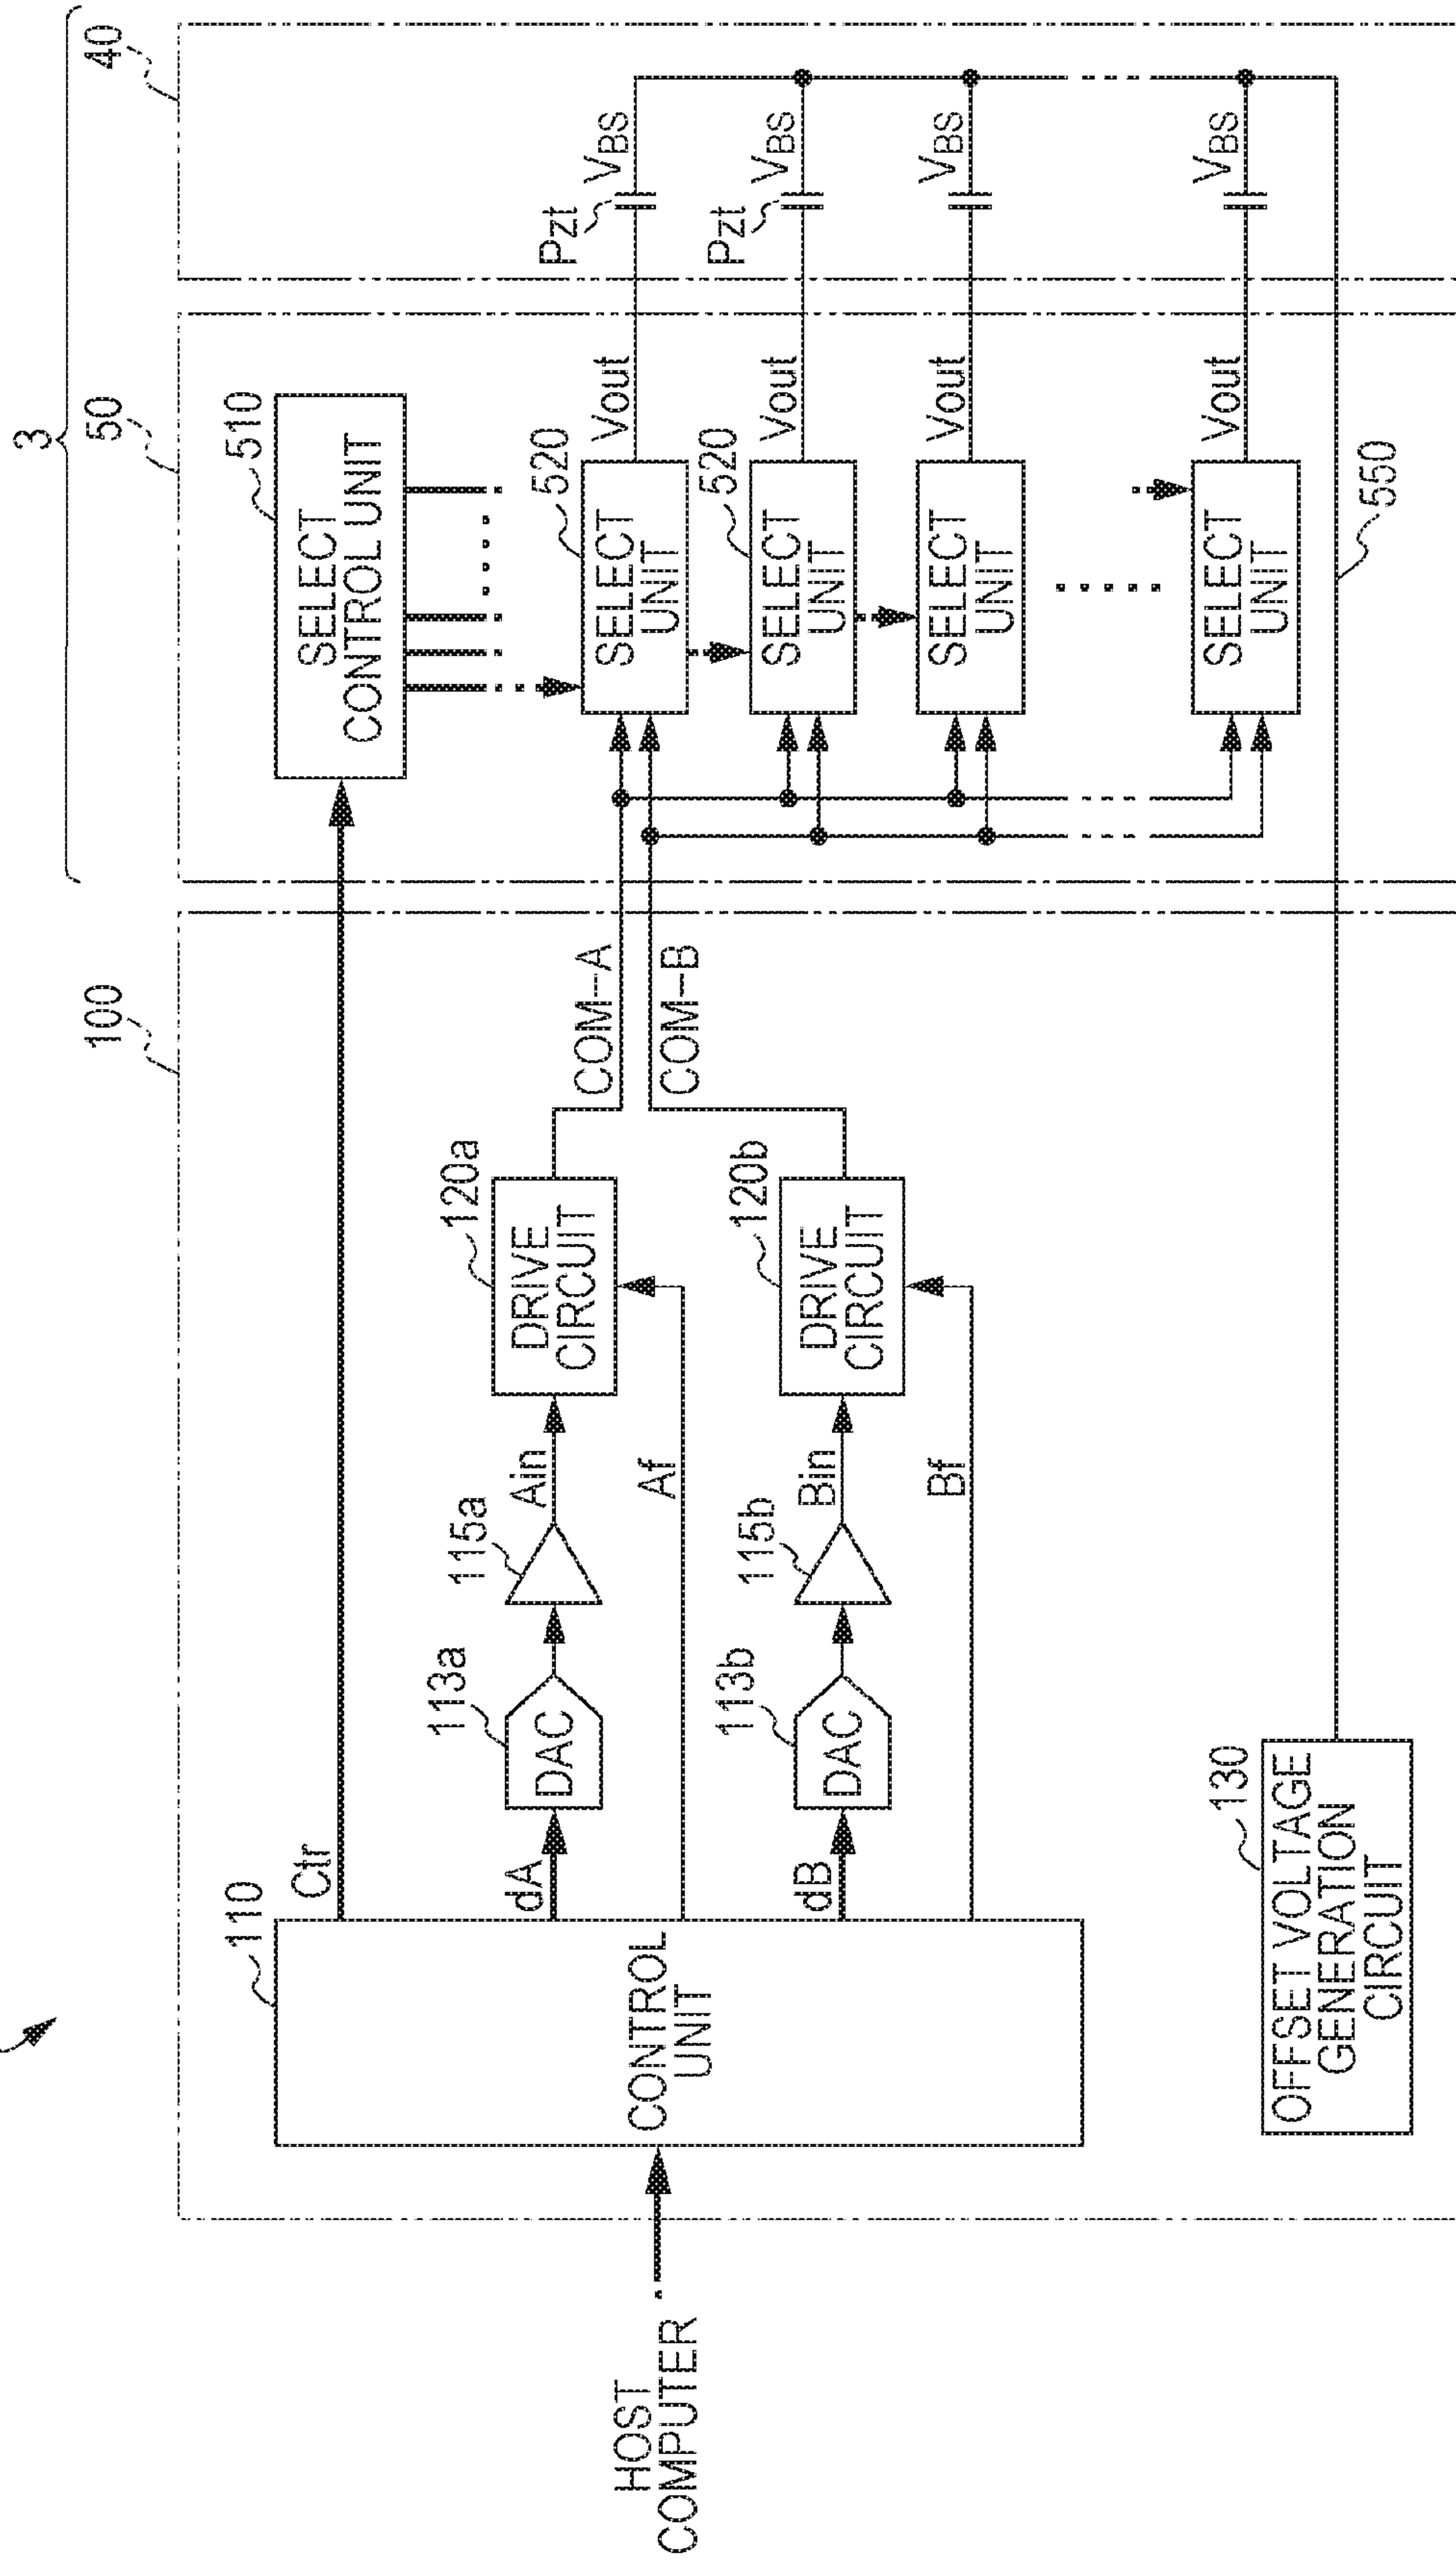 3
100
50
40
110
Ctr
510
SELECT
CONTROL UNIT
HOST
COMPUTER
CONTROL
UNIT
dA
113a
DAC
115a
Ain
120a
DRIVE
CIRCUIT
Af
COM-A
COM-B
dB
113b
DAC
115b
Bin
120b
DRIVE
CIRCUIT
Bf
520
SELECT
UNIT
Vout
Pzt
VBS
520
SELECT
UNIT
Vout
Pzt
VBS
SELECT
UNIT
Vout
VBS
SELECT
UNIT
Vout
VBS
130
OFFSET VOLTAGE
GENERATION
CIRCUIT
550